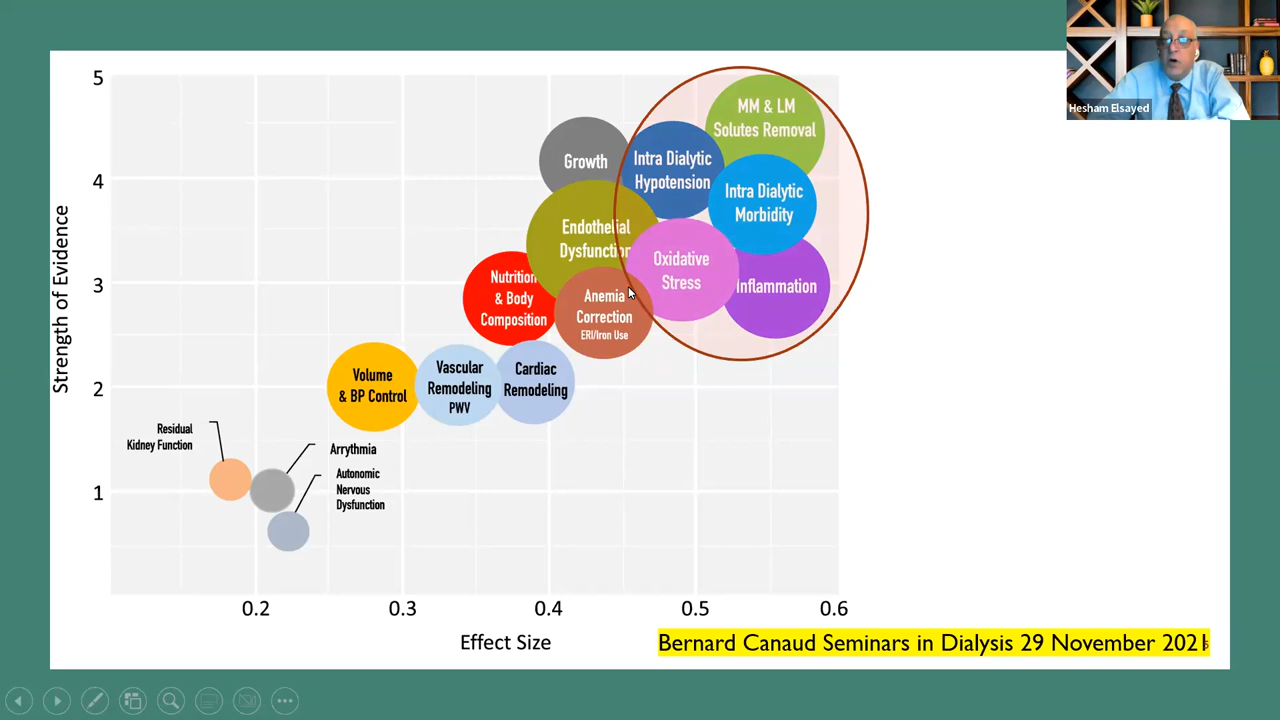 Hesham Elsayed
5
4
3
2
1
Strength of Evidence
MM & LM
Solutes Removal
Growth
Intra Dialytic
Hypotension
Intra Dialytic
Morbidity
Endothelial
Dysfunction
Oxidative
Stress
Inflammation
Nutrition
& Body
Composition
Anemia
Correction
ERI/Iron Use
Volume
& BP Control
Vascular
Remodeling
PWV
Cardiac
Remodeling
Residual
Kidney Function
Arrythmia
Autonomic
Nervous
Dysfunction
0.2
0.3
0.4
0.5
0.6
Effect Size
Bernard Canaud Seminars in Dialysis 29 November 2021